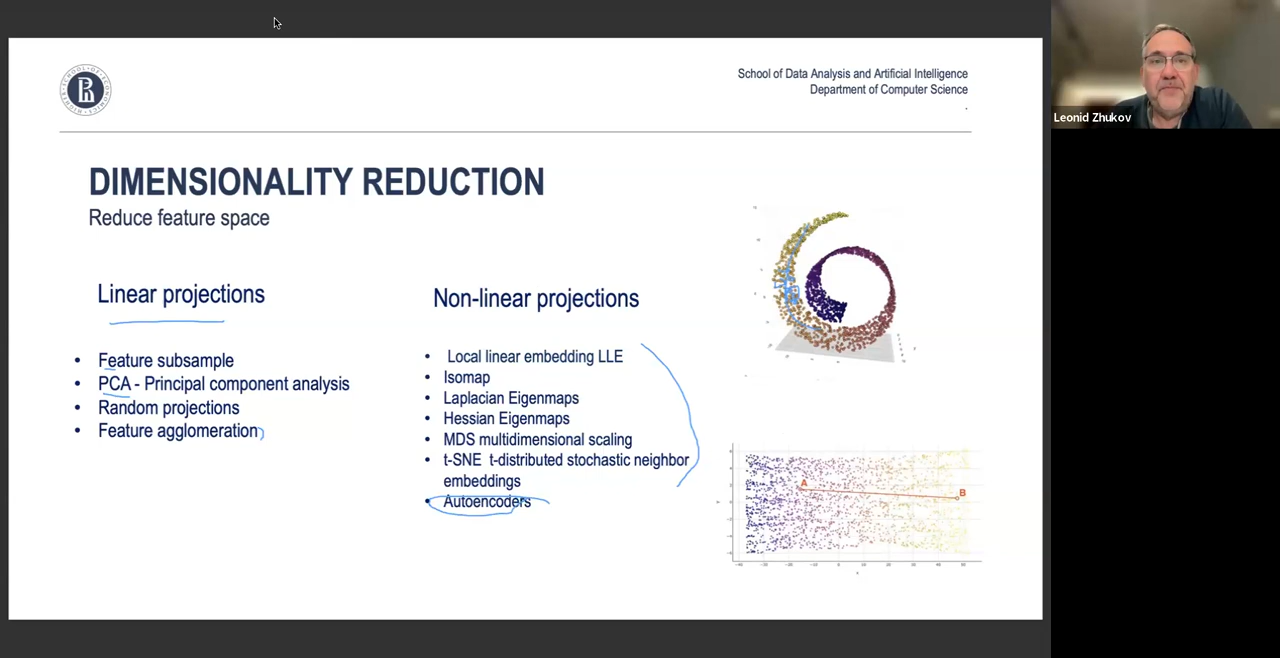 School of Data Analysis and Artificial Intelligence
Department of Computer Science
Leonid Zhukov
DIMENSIONALITY REDUCTION
Reduce feature space
Linear projections
• Feature subsample
• PCA - Principal component analysis
• Random projections
• Feature agglomeration
Non-linear projections
• Local linear embedding LLE
• Isomap
• Laplacian Eigenmaps
• Hessian Eigenmaps
• MDS multidimensional scaling
• t-SNE t-distributed stochastic neighbor
embeddings
• Autoencoders
A
B